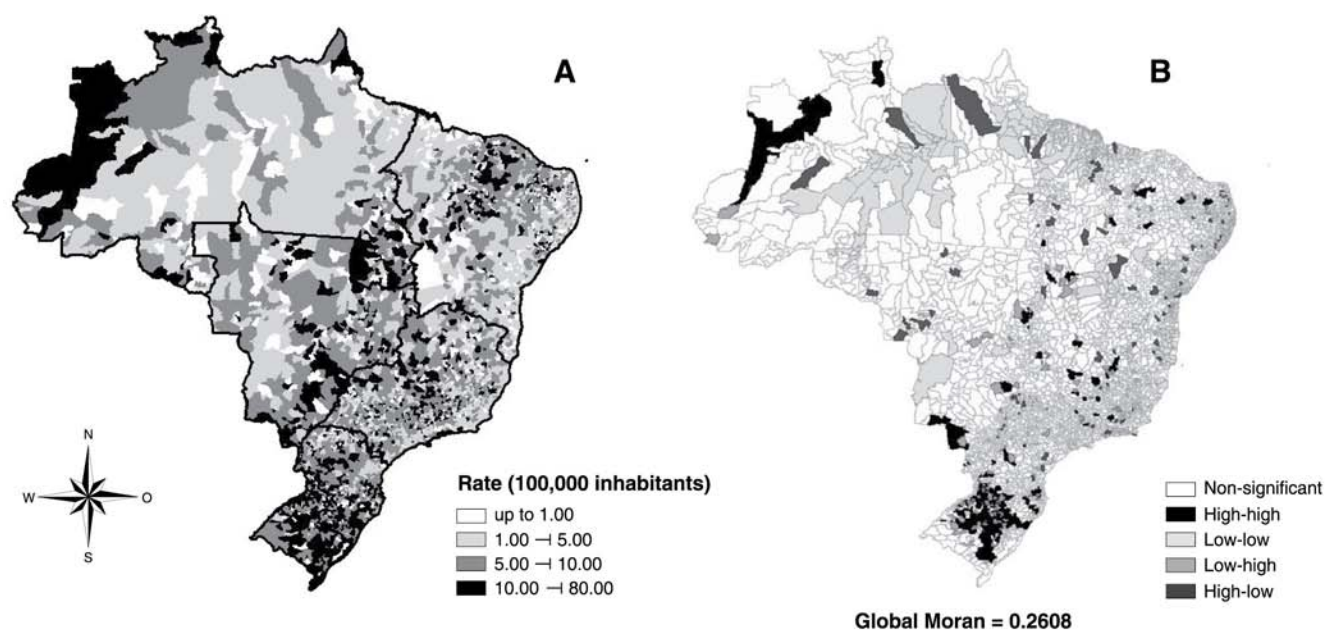 A
B
N
W
O
S
Rate (100,000 inhabitants)
up to 1.00
1.00 ⊣ 5.00
5.00 ⊣ 10.00
10.00 ⊣ 80.00
Non-significant
High-high
Low-low
Low-high
High-low
Global Moran = 0.2608